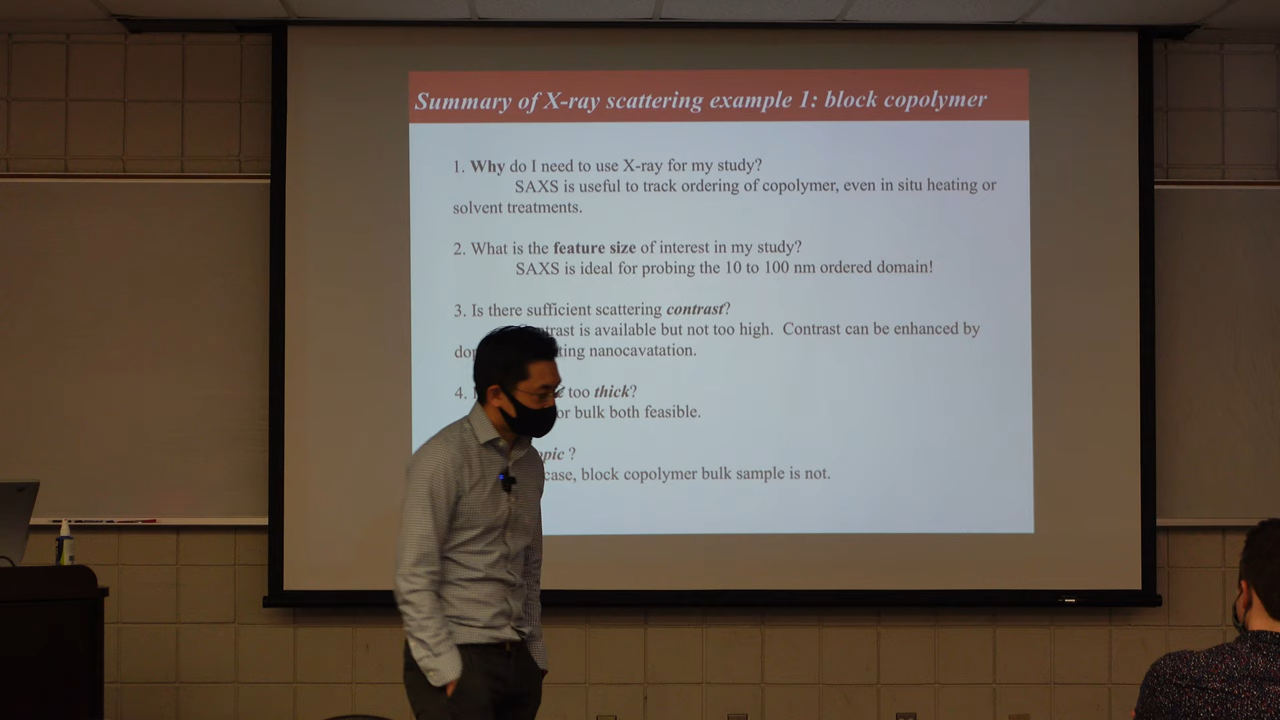 Summary of X-ray scattering example 1: block copolymer
1. Why do I need to use X-ray for my study?
SAXS is useful to track ordering of copolymer, even in situ heating or
solvent treatments.
2. What is the feature size of interest in my study?
SAXS is ideal for probing the 10 to 100 nm ordered domain!
3. Is there sufficient scattering contrast?
is available but not too high. Contrast can be enhanced by
nanocavatation.
4. too thick?
or bulk both feasible.
?
case, block copolymer bulk sample is not.